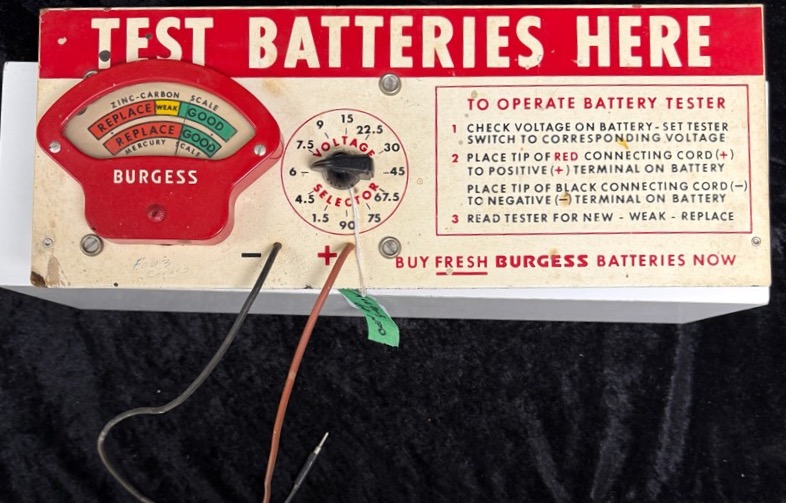 TEST BATTERIES HERE
ZINC-CARBON SCALE
REPLACE WEAK GOOD
REPLACE GOOD
MERCURY SCALE
BURGESS
15
9 22.5
7.5 VOLTAGE 30
6 45
4.5 SELECTOR 67.5
1.5 90 75
- +
TO OPERATE BATTERY TESTER
1 CHECK VOLTAGE ON BATTERY - SET TESTER
SWITCH TO CORRESPONDING VOLTAGE
2 PLACE TIP OF RED CONNECTING CORD (+)
TO POSITIVE (+) TERMINAL ON BATTERY
PLACE TIP OF BLACK CONNECTING CORD (-)
TO NEGATIVE (-) TERMINAL ON BATTERY
3 READ TESTER FOR NEW - WEAK - REPLACE
BUY FRESH BURGESS BATTERIES NOW